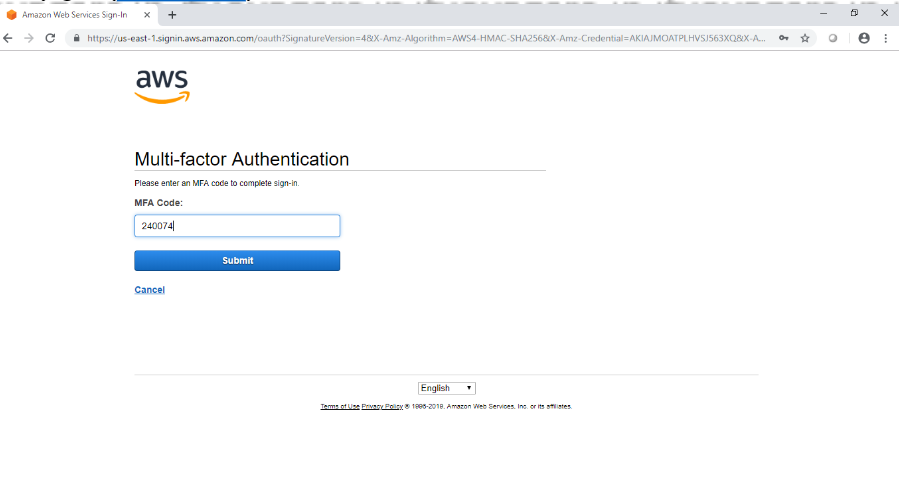 Amazon Web Services Sign-In
https://us-east-1.signin.aws.amazon.com/oauth?SignatureVersion=4&X-Amz-Algorithm=AWS4-HMAC-SHA256&X-Amz-Credential=AKIAJMOATPLHVSJ563XQ&X-A...
aws
Multi-factor Authentication
Please enter an MFA code to complete sign-in.
MFA Code:
240074
Submit
Cancel
English
Terms of Use Privacy Policy © 1996-2019, Amazon Web Services, Inc. or its affiliates.